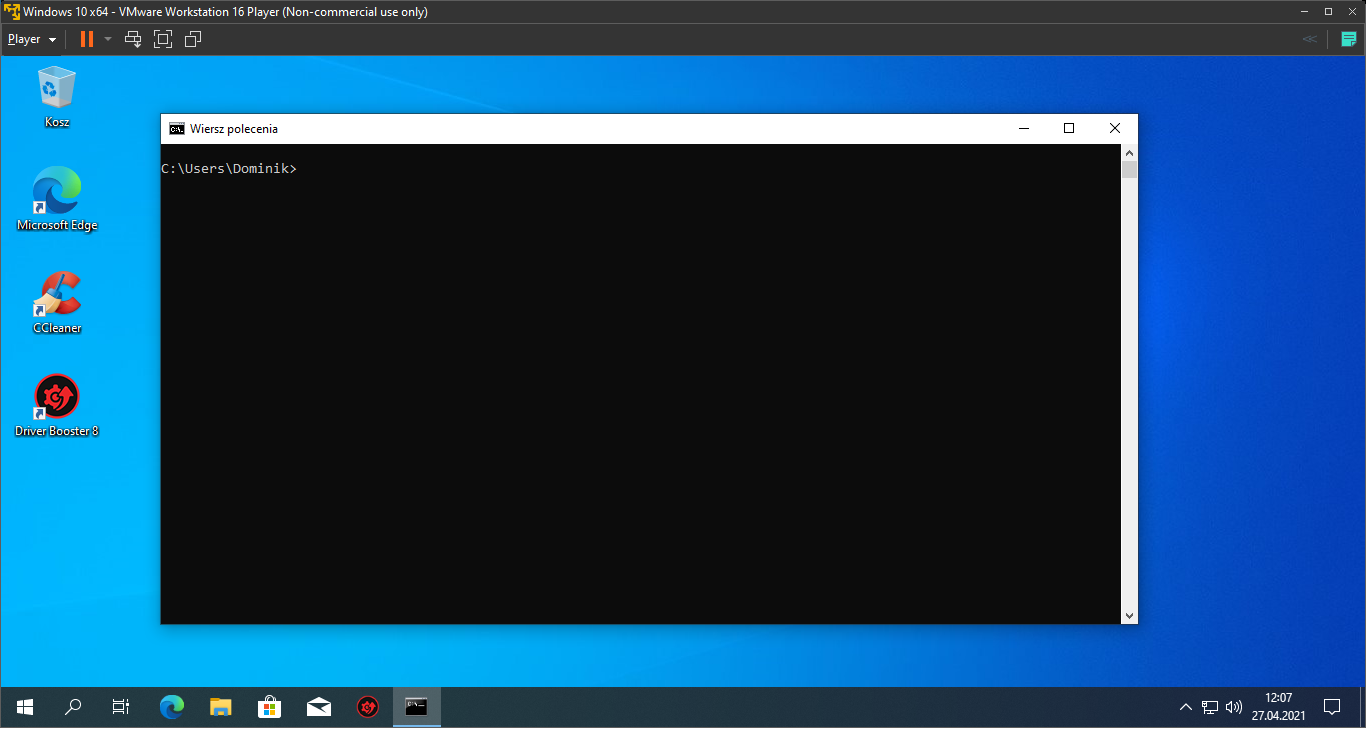 Windows 10 x64 - VMware Workstation 16 Player (Non-commercial use only)
Player
Kosz
Microsoft Edge
CCleaner
Driver Booster 8
Wiersz polecenia
C:\Users\Dominik>
12:07
27.04.2021